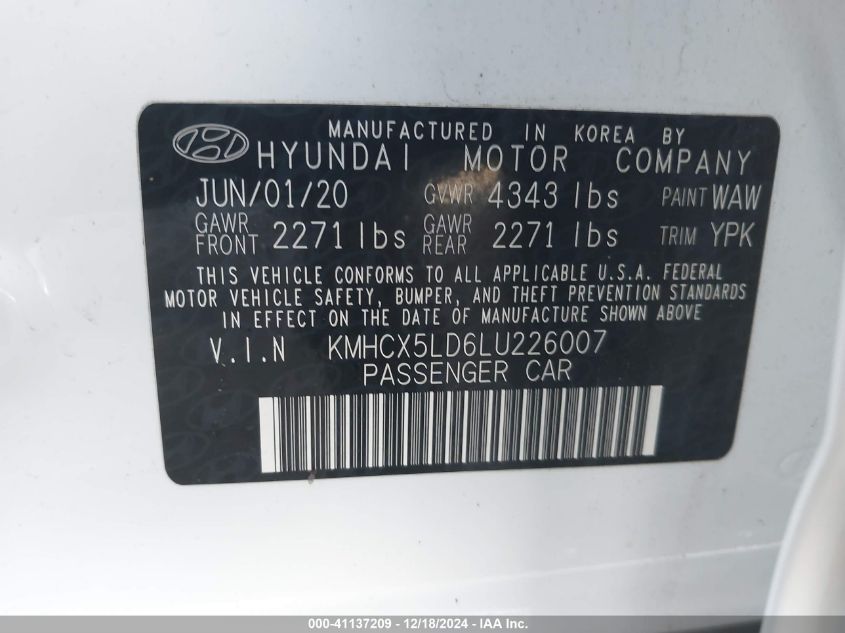 MANUFACTURED IN KOREA BY
HYUNDAI MOTOR COMPANY
JUN/01/20 GVWR 4343 lbs PAINT WAW
GAWR FRONT 2271 lbs GAWR REAR 2271 lbs TRIM YPK
THIS VEHICLE CONFORMS TO ALL APPLICABLE U.S.A. FEDERAL
MOTOR VEHICLE SAFETY, BUMPER, AND THEFT PREVENTION STANDARDS
IN EFFECT ON THE DATE OF MANUFACTURE SHOWN ABOVE
V.I.N KMHCX5LD6LU226007
PASSENGER CAR
000-41137209 - 12/18/2024 - IAAI Inc.